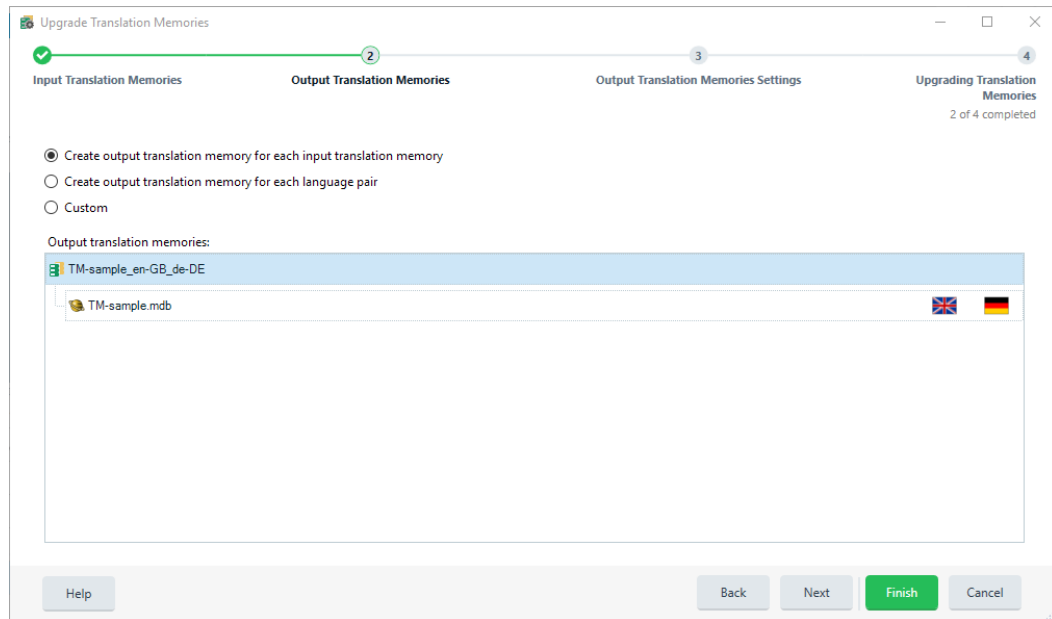 Upgrade Translation Memories
2
3
4
Input Translation Memories
Output Translation Memories
Output Translation Memories Settings
Upgrading Translation
Memories
2 of 4 completed
Create output translation memory for each input translation memory
Create output translation memory for each language pair
Custom
Output translation memories:
TM-sample_en-GB_de-DE
TM-sample.mdb
Help
Back
Next
Finish
Cancel